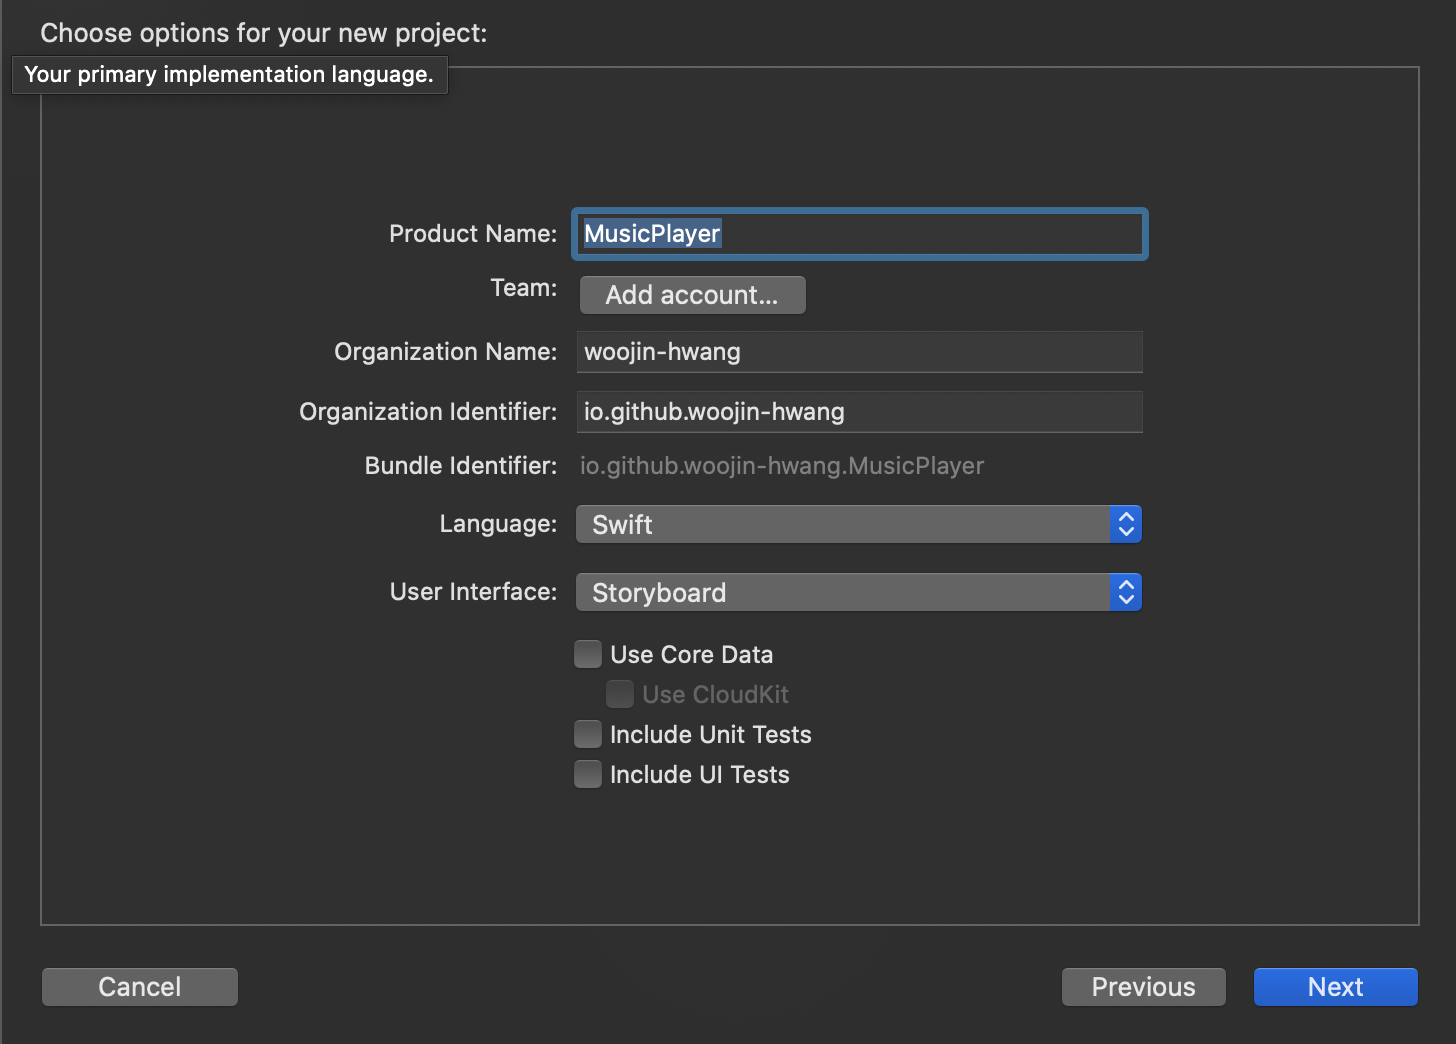 Choose options for your new project:
Your primary implementation language.
Product Name: MusicPlayer
Team: Add account...
Organization Name: woojin-hwang
Organization Identifier: io.github.woojin-hwang
Bundle Identifier: io.github.woojin-hwang.MusicPlayer
Language: Swift
User Interface: Storyboard
Use Core Data
Use CloudKit
Include Unit Tests
Include UI Tests
Cancel Previous Next